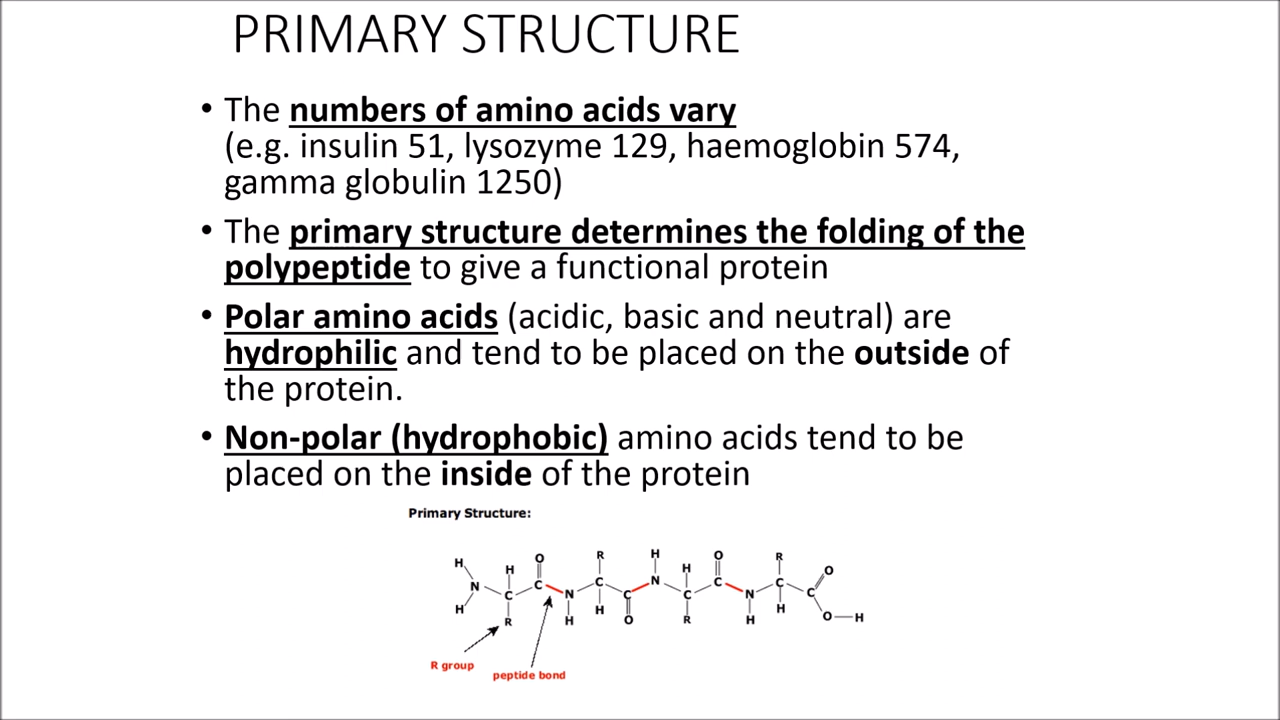 PRIMARY STRUCTURE
• The numbers of amino acids vary
(e.g. insulin 51, lysozyme 129, haemoglobin 574,
gamma globulin 1250)
• The primary structure determines the folding of the
polypeptide to give a functional protein
• Polar amino acids (acidic, basic and neutral) are
hydrophilic and tend to be placed on the outside of
the protein.
• Non-polar (hydrophobic) amino acids tend to be
placed on the inside of the protein
Primary Structure:
H O R H O R
H H H O
N C C N C C N C C N C C
H R H H O R H H O H
R group
peptide bond